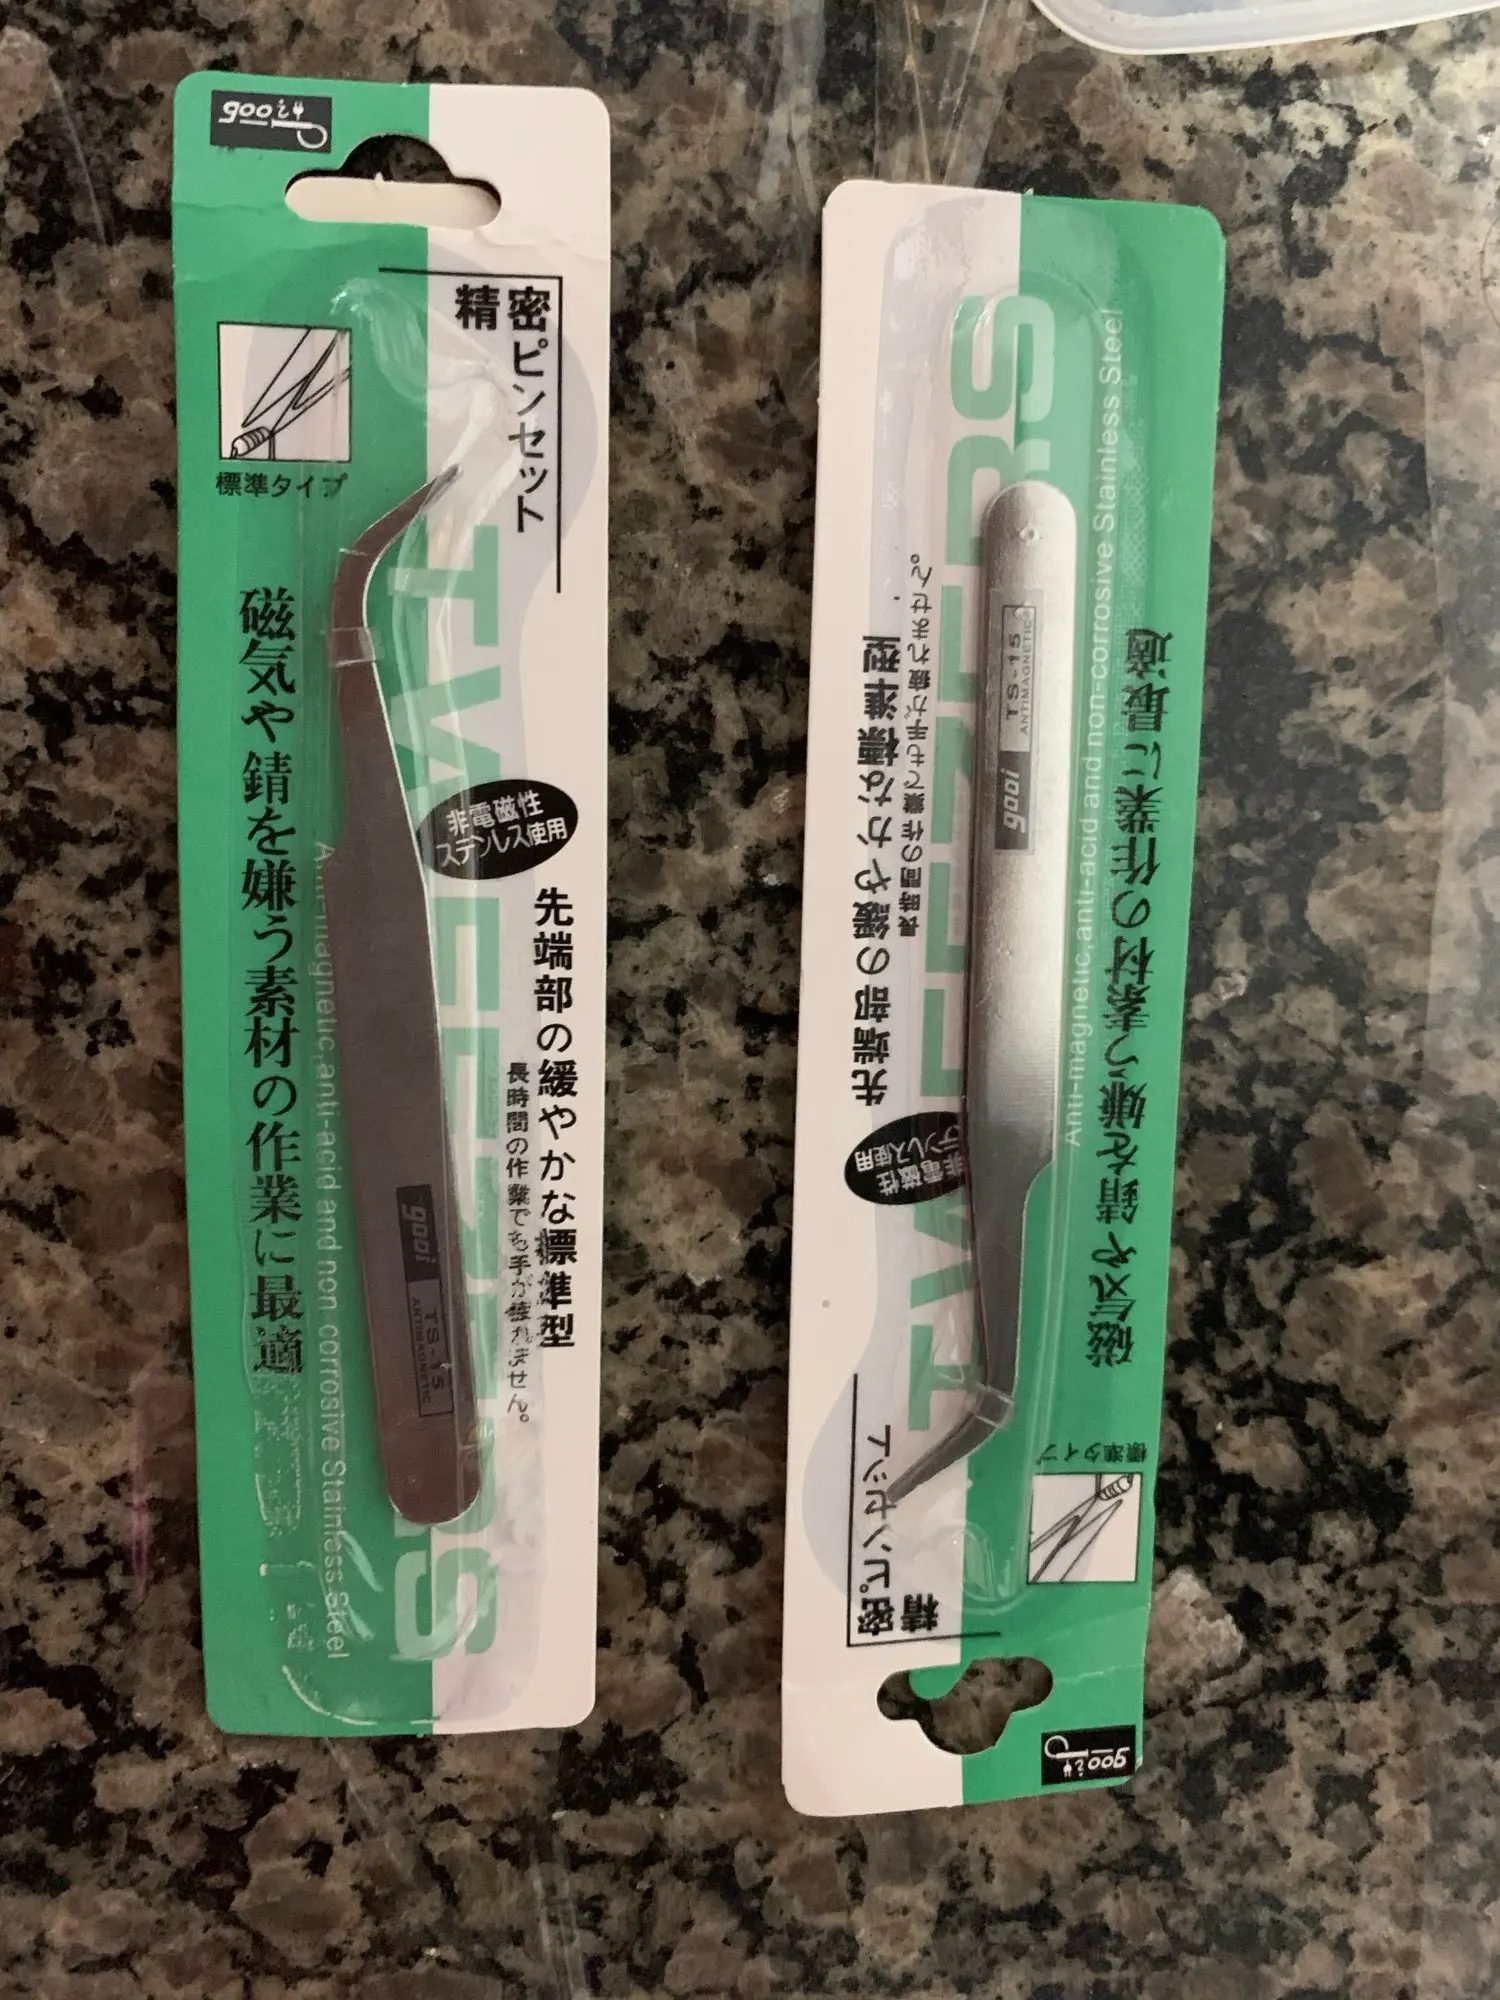 gooi
精密ピンセット
標準タイプ
磁気や錆を嫌う素材の作業に最適
Anti-magnetic,anti-acid and non-corrosive Stainless Steel
TWEEZERS
非電磁性
ステンレス使用
先端部の緩やかな標準型
長時間の作業でも手が疲れません。
gooi
TS-15
ANTIMAGNETIC
gooi
精密ピンセット
標準タイプ
磁気や錆を嫌う素材の作業に最適
Anti-magnetic,anti-acid and non-corrosive Stainless Steel
TWEEZERS
非電磁性
ステンレス使用
先端部の緩やかな標準型
長時間の作業でも手が疲れません。
gooi
TS-15
ANTIMAGNETIC